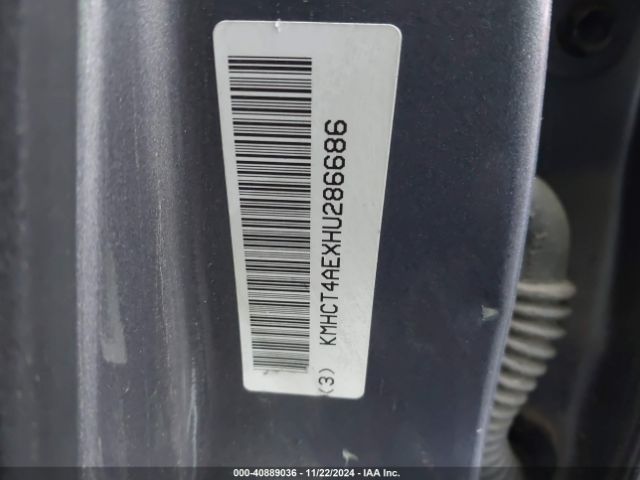 (3) KMHCT4AEXHU286686
000-40889036 - 11/22/2024 - IAA Inc.